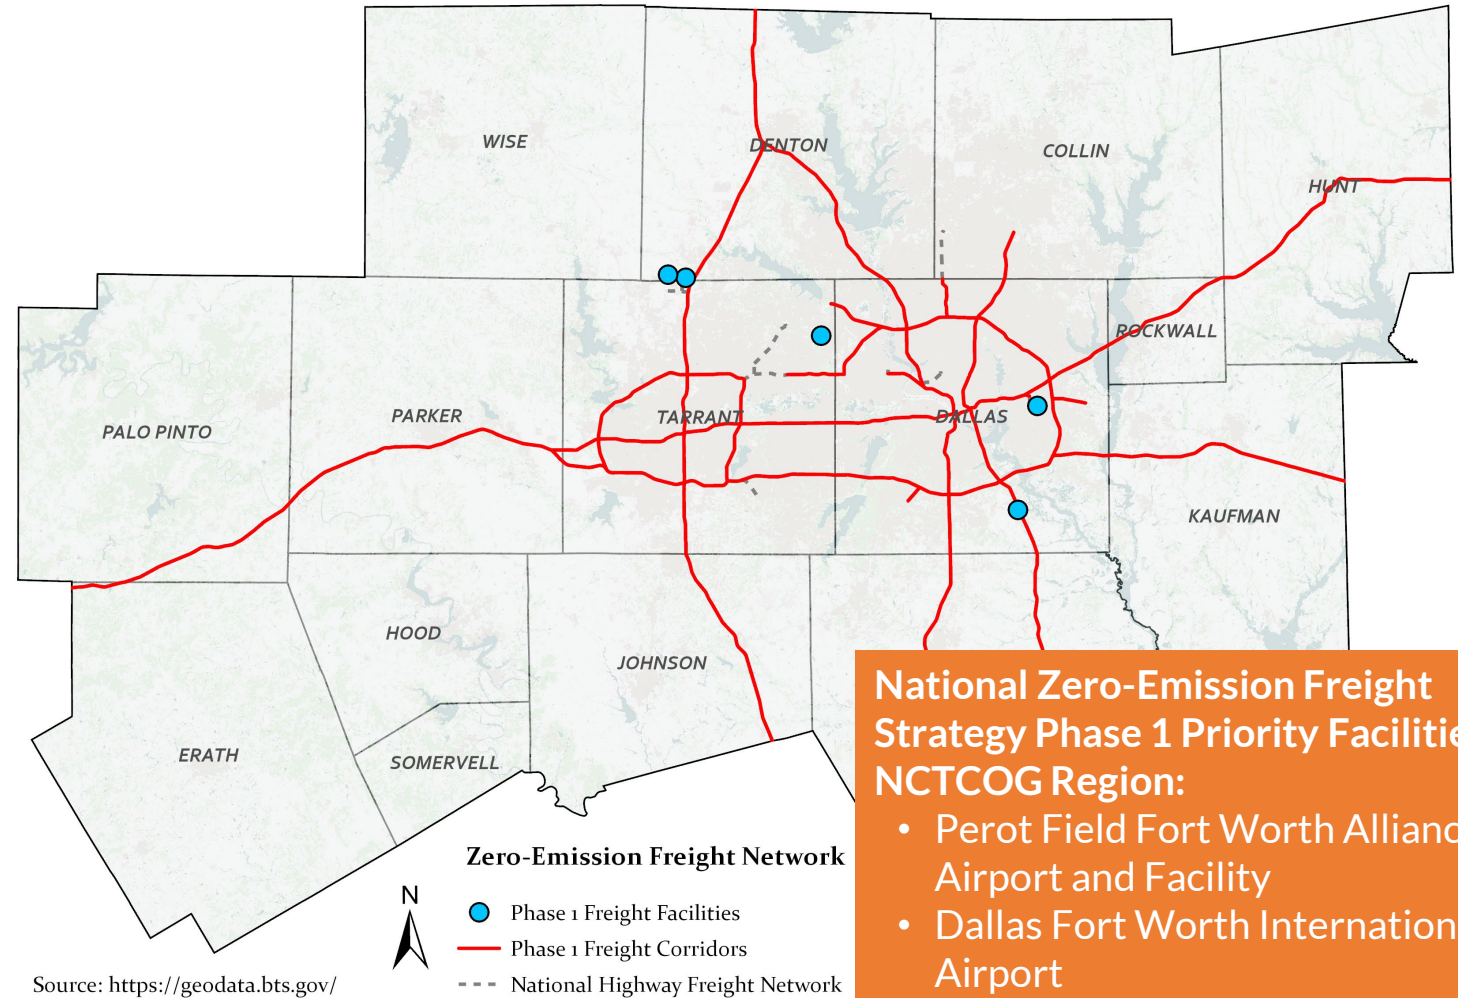 WISE
DENTON
COLLIN
HUNT
ROCKWALL
PARKER
TARRANT
DALLAS
PALO PINTO
KAUFMAN
HOOD
JOHNSON
ERATH
SOMERVELL
National Zero-Emission Freight
Strategy Phase 1 Priority
NCTCOG Region:
• Perot Field Fort Worth
Airport and Facility
• Dallas Fort Worth
Airport
Zero-Emission Freight Network
N
Phase 1 Freight Facilities
Phase 1 Freight Corridors
National Highway Freight Network
Source: https://geodata.bts.gov/